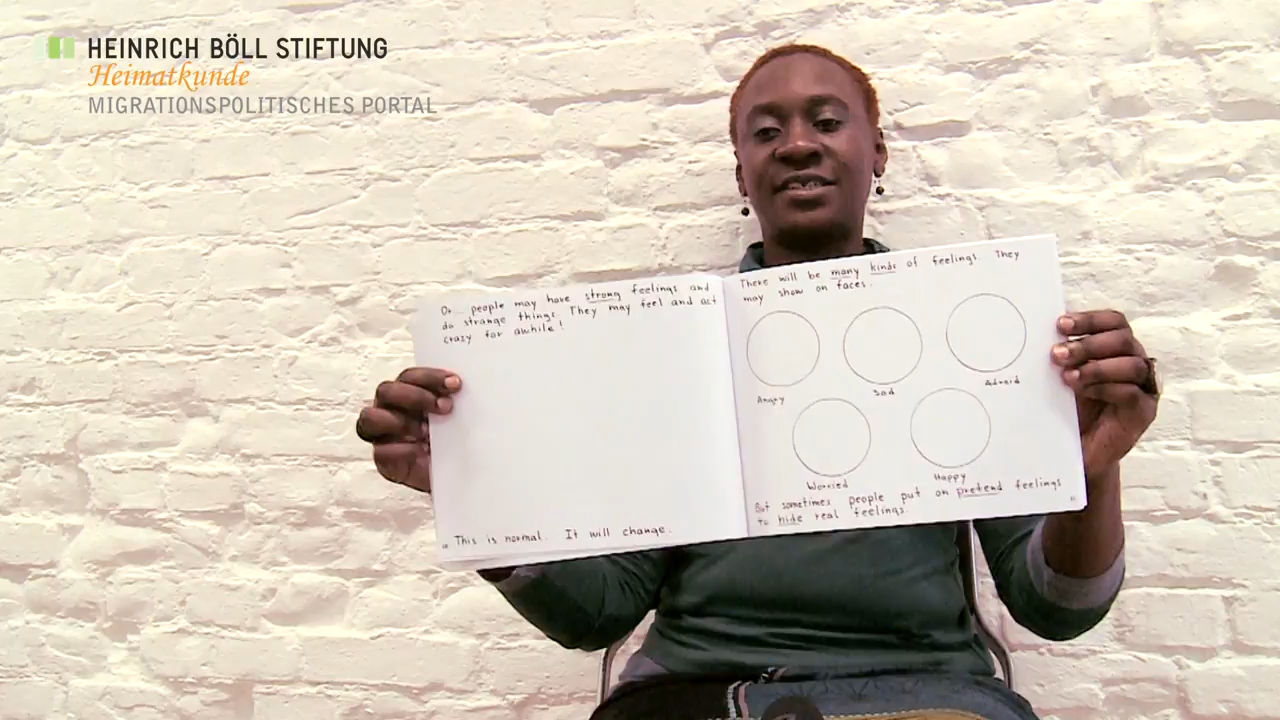 HEINRICH BÖLL STIFTUNG
Heimatkunde
MIGRATIONSPOLITISCHES PORTAL
Or... people may have strong feelings and
do strange things. They may feel and act
crazy for awhile!
This is normal. It will change.
There will be many kinds of feelings. They
may show on faces.
Angry
Sad
Afraid
Worried
Happy
But sometimes people put on pretend feelings
to hide real feelings.